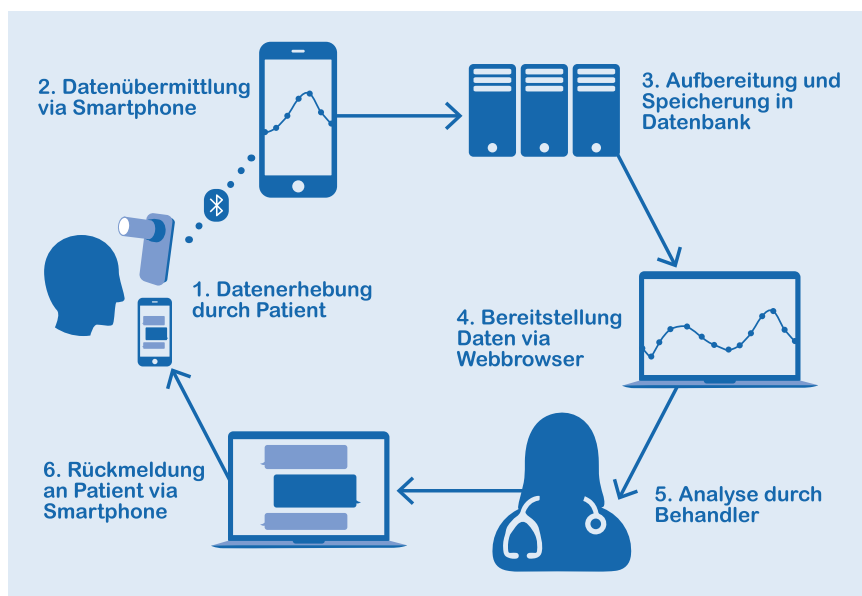 2. Datenübermittlung
via Smartphone
3. Aufbereitung und
Speicherung in
Datenbank
1. Datenerhebung
durch Patient
4. Bereitstellung
Daten via
Webbrowser
6. Rückmeldung
an Patient via
Smartphone
5. Analyse durch
Behandler